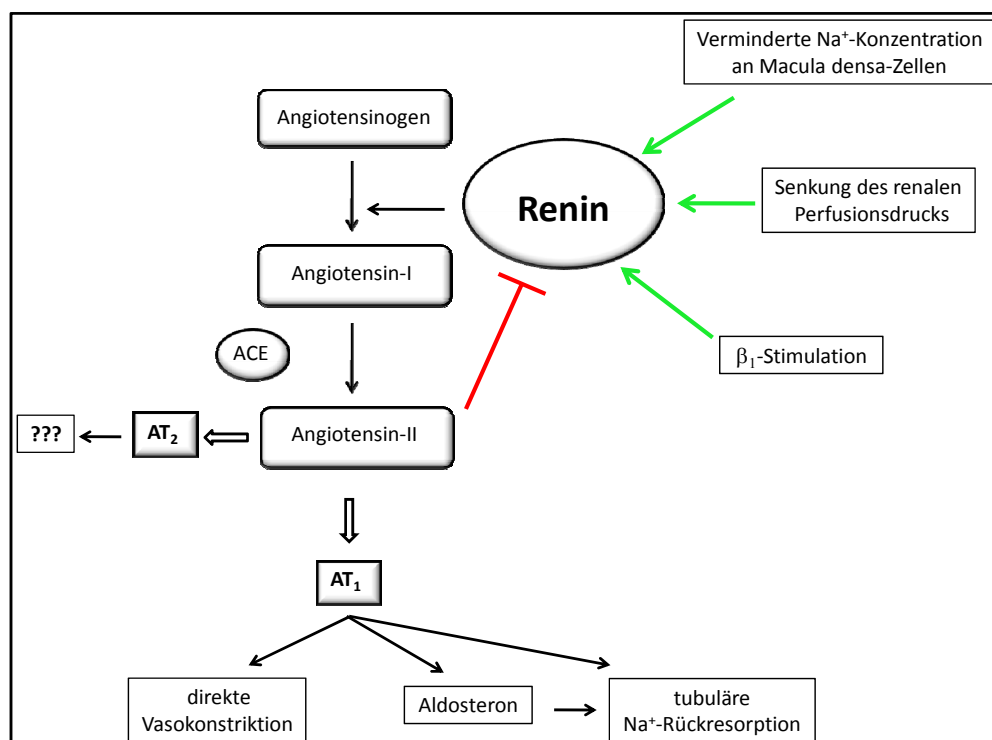 Verminderte Na⁺-Konzentration
an Macula densa-Zellen
Angiotensinogen
Renin
Senkung des renalen
Perfusionsdrucks
Angiotensin-I
ACE
β₁-Stimulation
???
AT₂
Angiotensin-II
AT₁
direkte
Vasokonstriktion
Aldosteron
tubuläre
Na⁺-Rückresorption